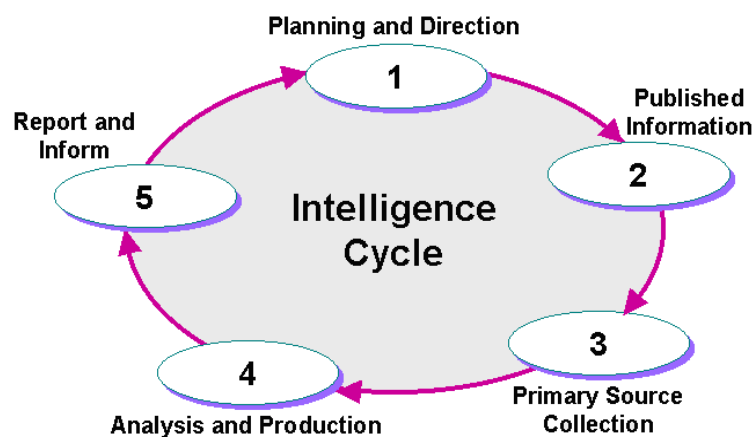 Planning and Direction
1
Published
Information
2
Report and
Inform
5
Intelligence
Cycle
3
Primary Source
Collection
4
Analysis and Production